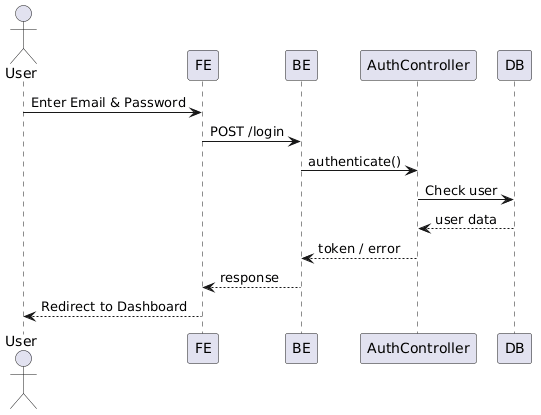 User
FE
BE
AuthController
DB
Enter Email & Password
POST /login
authenticate()
Check user
user data
token / error
response
Redirect to Dashboard
User
FE
BE
AuthController
DB